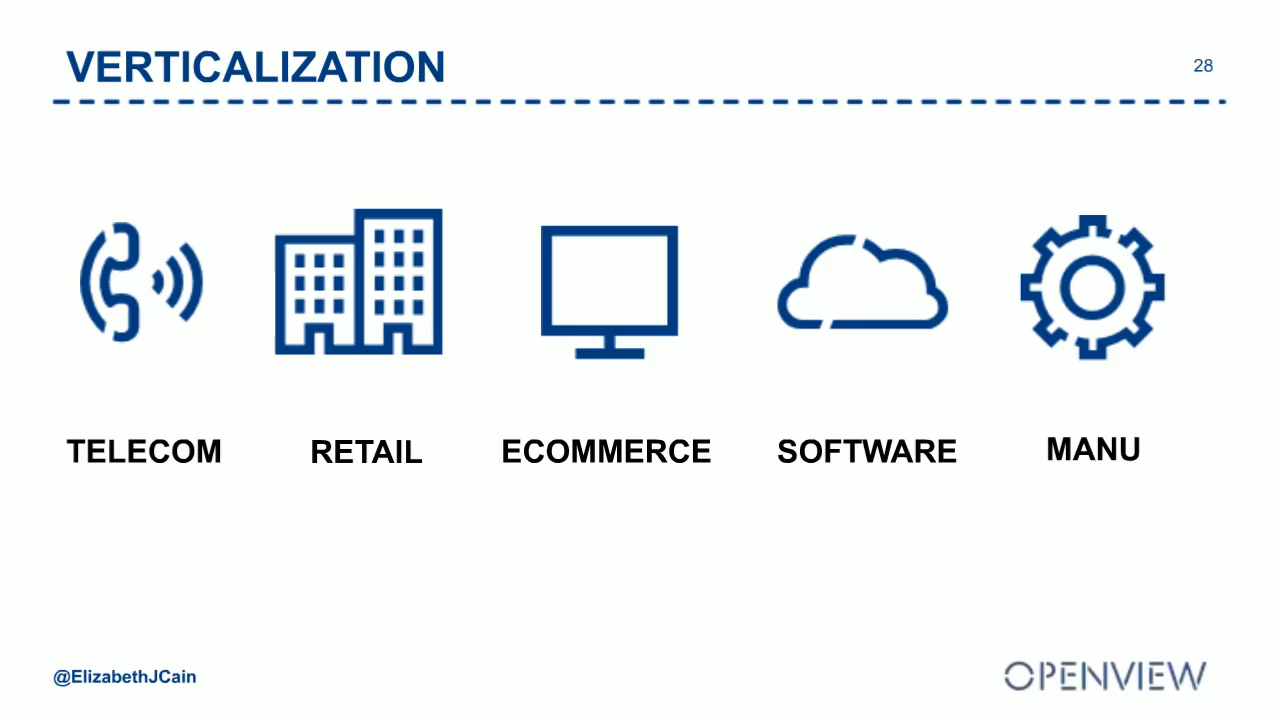 VERTICALIZATION
28
TELECOM
RETAIL
ECOMMERCE
SOFTWARE
MANU
@ElizabethJCain
OPENVIEW